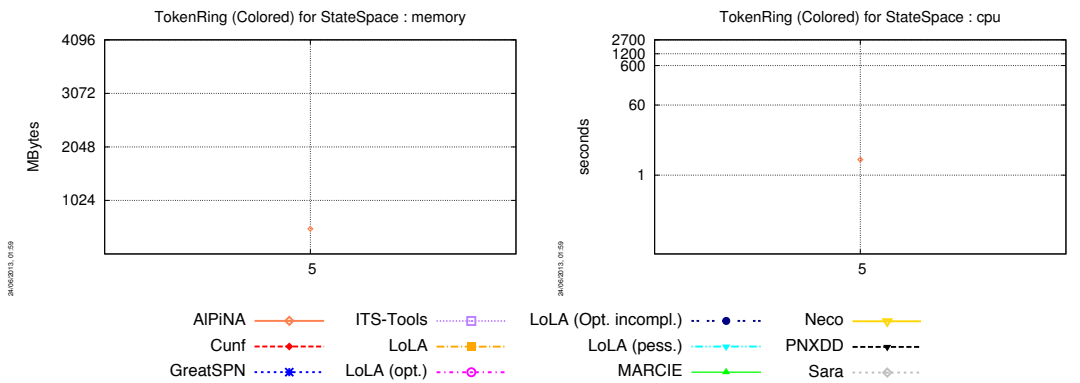 TokenRing (Colored) for StateSpace : memory
4096
3072
2048
1024
MBytes
5
24/06/2013, 01:59
TokenRing (Colored) for StateSpace : cpu
2700
1200
600
60
1
seconds
5
24/06/2013, 01:59
AlPiNA
Cunf
GreatSPN
ITS-Tools
LoLA
LoLA (opt.)
LoLA (Opt. incompl.)
LoLA (pess.)
MARCIE
Neco
PNXDD
Sara